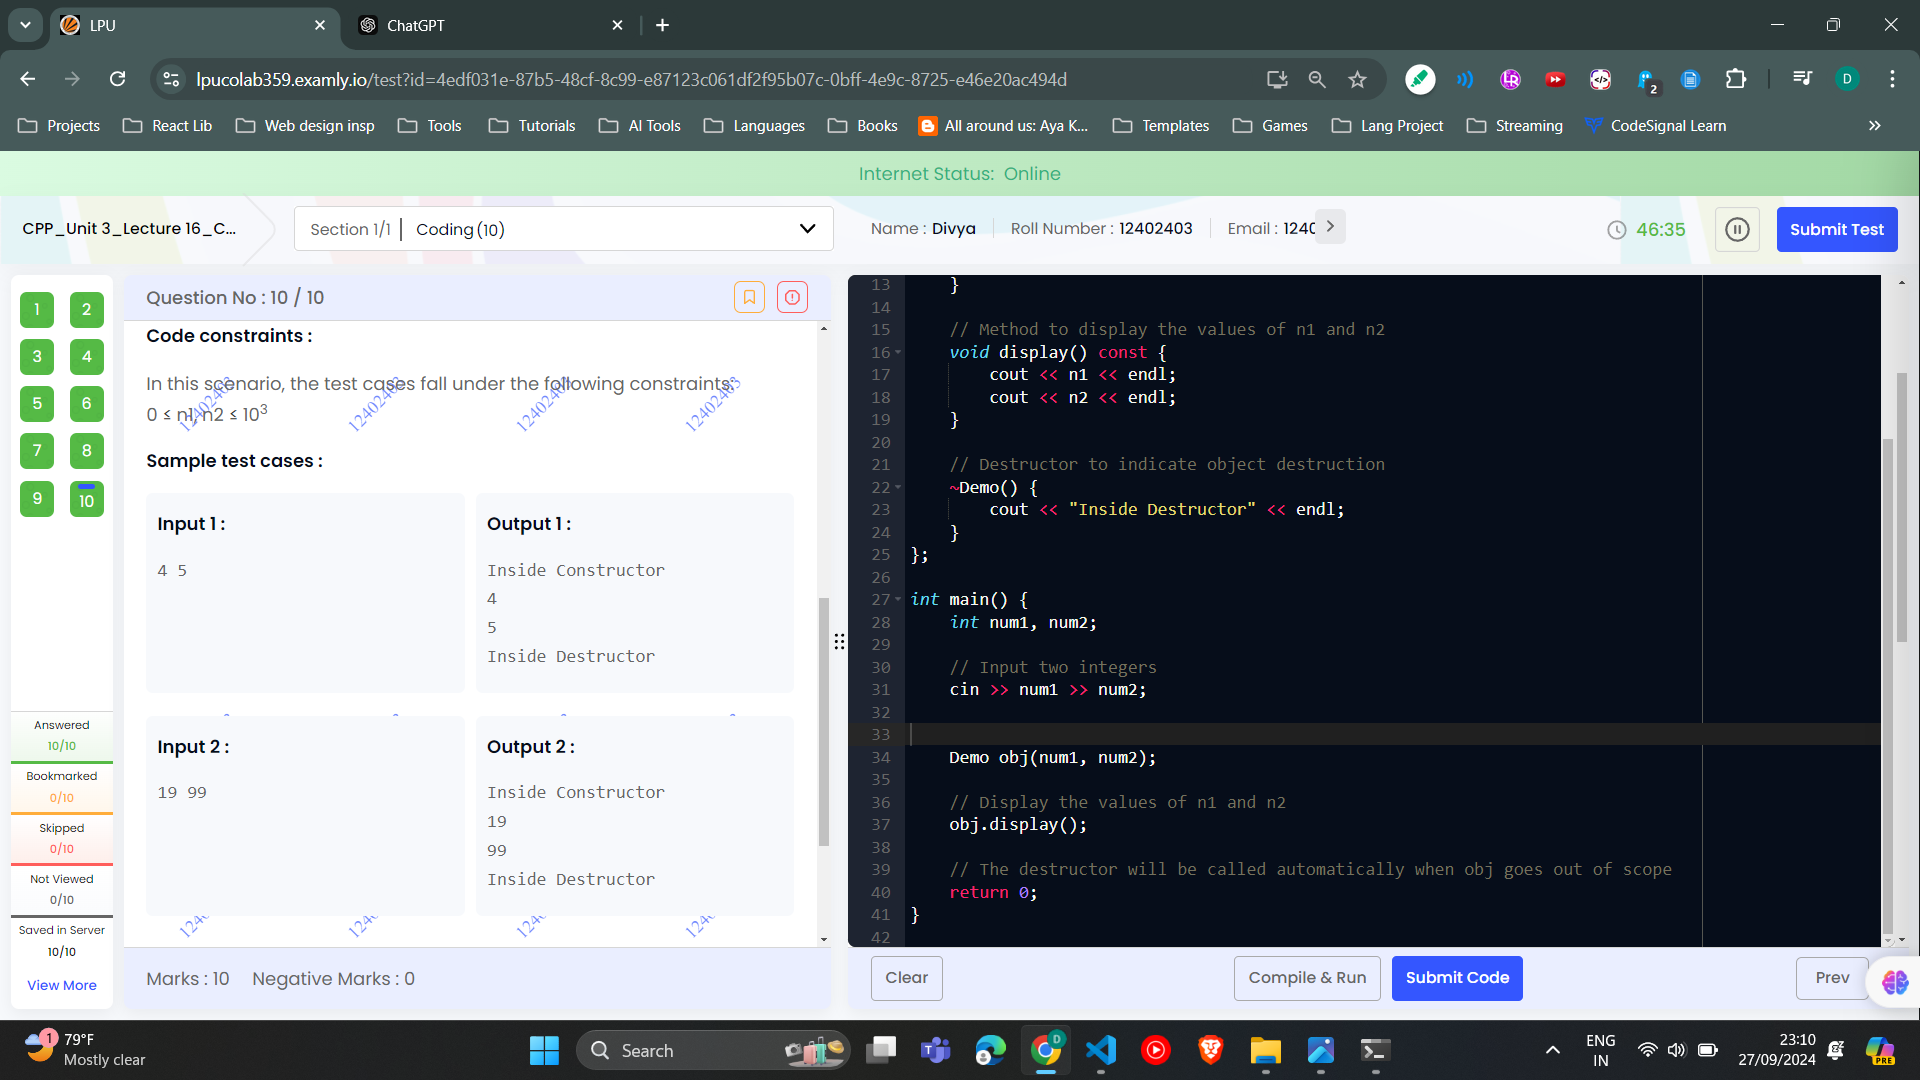 LPU
ChatGPT
lpucolab359.examly.io/test?id=4edf031e-87b5-48cf-8c99-e87123c061df2f95b07c-0bff-4e9c-8725-e46e20ac494d
2
D
Projects
React Lib
Web design insp
Tools
Tutorials
AI Tools
Languages
Books
All around us: Aya K...
Templates
Games
Lang Project
Streaming
CodeSignal Learn
Internet Status: Online
CPP_Unit 3_Lecture 16_C...
Section 1/1 | Coding (10)
Name : Divya
Roll Number : 12402403
Email : 1240
46:35
Submit Test
1 2
3 4
5 6
7 8
9 10
Answered
10/10
Bookmarked
0/10
Skipped
0/10
Not Viewed
0/10
Saved in Server
10/10
View More
Question No : 10 / 10
Code constraints :
In this scenario, the test cases fall under the following constraints:
0 ≤ n1, n2 ≤ 10³
12402403 12402403 12402403 12402403
Sample test cases :
Input 1 :
4 5
Output 1 :
Inside Constructor
4
5
Inside Destructor
Input 2 :
19 99
Output 2 :
Inside Constructor
19
99
Inside Destructor
1240 1240 1240 1240
Marks : 10 Negative Marks : 0
13 }
14
15 // Method to display the values of n1 and n2
16 void display() const {
17 cout << n1 << endl;
18 cout << n2 << endl;
19 }
20
21 // Destructor to indicate object destruction
22 ~Demo() {
23 cout << "Inside Destructor" << endl;
24 }
25 };
26
27 int main() {
28 int num1, num2;
29
30 // Input two integers
31 cin >> num1 >> num2;
32
33
34 Demo obj(num1, num2);
35
36 // Display the values of n1 and n2
37 obj.display();
38
39 // The destructor will be called automatically when obj goes out of scope
40 return 0;
41 }
42
Clear
Compile & Run
Submit Code
Prev
1
79°F
Mostly clear
Search
D
ENG
IN
23:10
27/09/2024
PRE